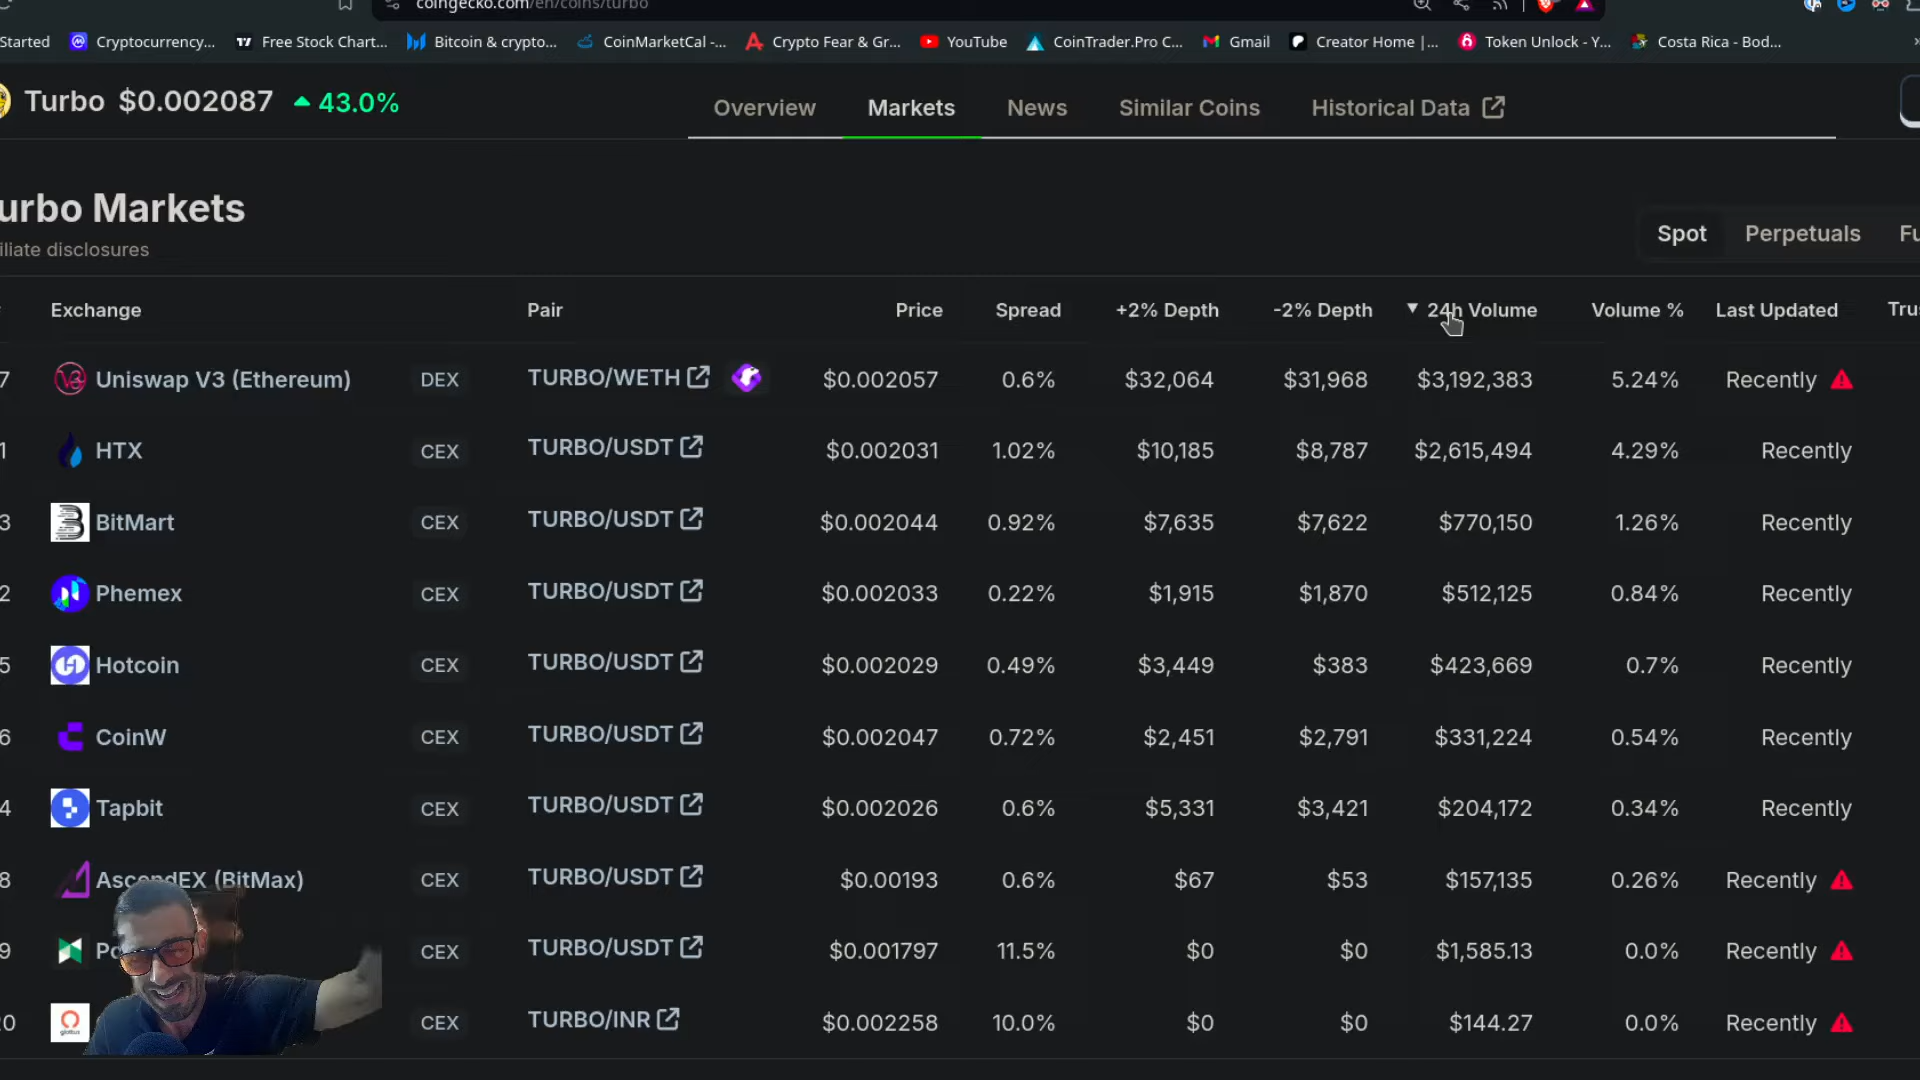 coingecko.com/en/coins/turbo
Started Cryptocurrency... Free Stock Chart... Bitcoin & crypto... CoinMarketCal -... Crypto Fear & Gr... YouTube CoinTrader.Pro C... Gmail Creator Home |... Token Unlock - Y... Costa Rica - Bod...
Turbo $0.002087 43.0% Overview Markets News Similar Coins Historical Data
urbo Markets
iliate disclosures
Spot Perpetuals Fu
Exchange Pair Price Spread +2% Depth -2% Depth 24h Volume Volume % Last Updated Trus
7 Uniswap V3 (Ethereum) DEX TURBO/WETH $0.002057 0.6% $32,064 $31,968 $3,192,383 5.24% Recently
1 HTX CEX TURBO/USDT $0.002031 1.02% $10,185 $8,787 $2,615,494 4.29% Recently
3 BitMart CEX TURBO/USDT $0.002044 0.92% $7,635 $7,622 $770,150 1.26% Recently
2 Phemex CEX TURBO/USDT $0.002033 0.22% $1,915 $1,870 $512,125 0.84% Recently
5 Hotcoin CEX TURBO/USDT $0.002029 0.49% $3,449 $383 $423,669 0.7% Recently
6 CoinW CEX TURBO/USDT $0.002047 0.72% $2,451 $2,791 $331,224 0.54% Recently
4 Tapbit CEX TURBO/USDT $0.002026 0.6% $5,331 $3,421 $204,172 0.34% Recently
8 AscendEX (BitMax) CEX TURBO/USDT $0.00193 0.6% $67 $53 $157,135 0.26% Recently
9 Po CEX TURBO/USDT $0.001797 11.5% $0 $0 $1,585.13 0.0% Recently
0 CEX TURBO/INR $0.002258 10.0% $0 $0 $144.27 0.0% Recently